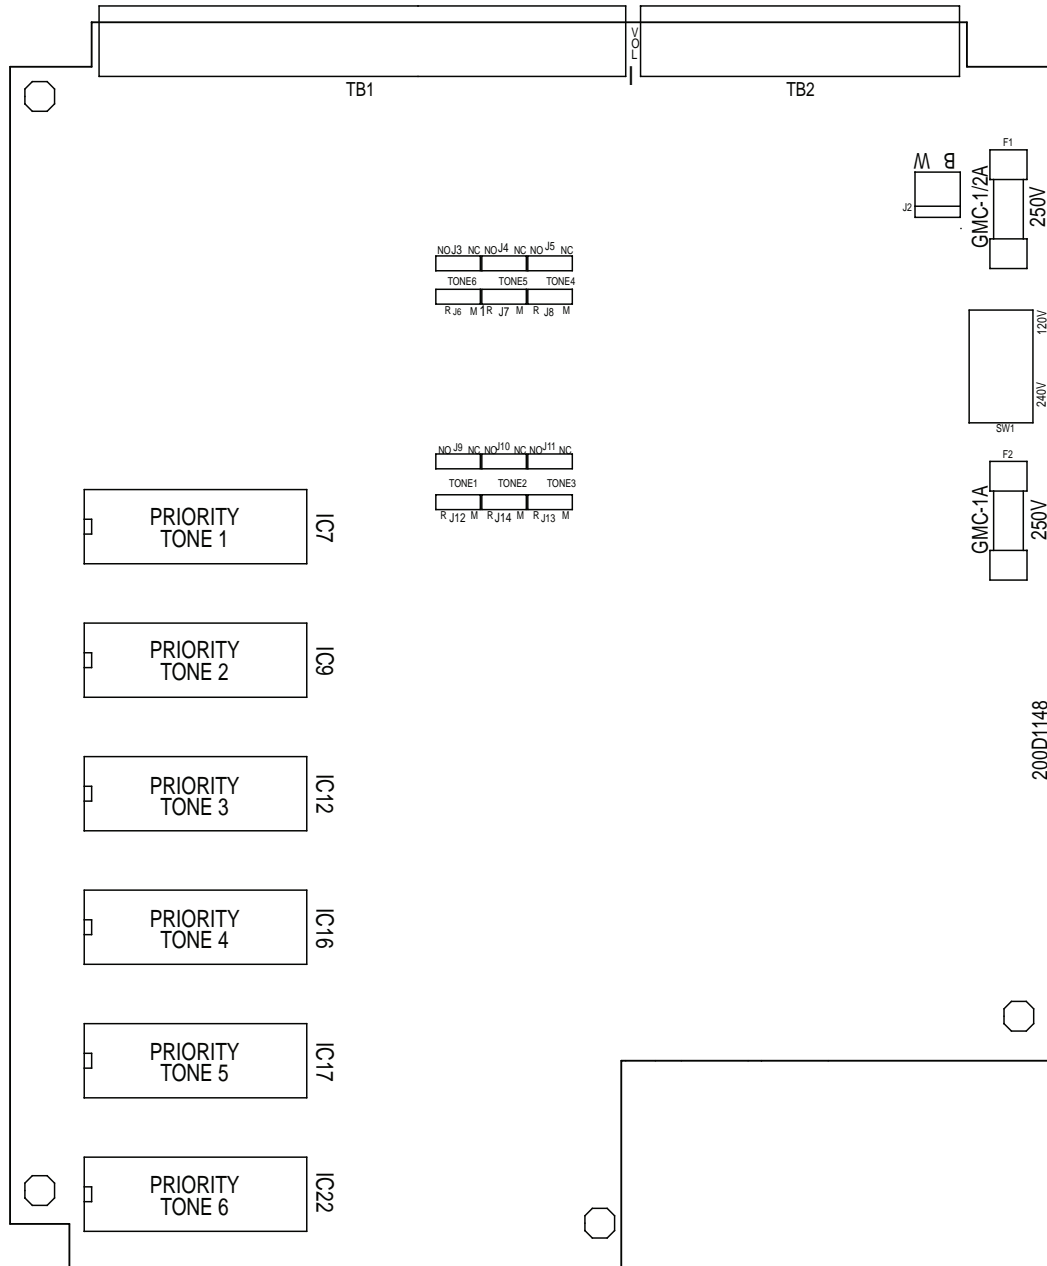 VOL
TB1
TB2
F1
W B
J2
GMC-1/2A
250V
NO J3 NC NO J4 NC NO J5 NC
TONE6 TONE5 TONE4
R J6 M 1 R J7 M R J8 M
120V
240V
SW1
NO J9 NC NO J10 NC NO J11 NC
TONE1 TONE2 TONE3
R J12 M R J14 M R J13 M
F2
GMC-1A
250V
PRIORITY
TONE 1
IC7
PRIORITY
TONE 2
IC9
200D1148
PRIORITY
TONE 3
IC12
PRIORITY
TONE 4
IC16
PRIORITY
TONE 5
IC17
PRIORITY
TONE 6
IC22